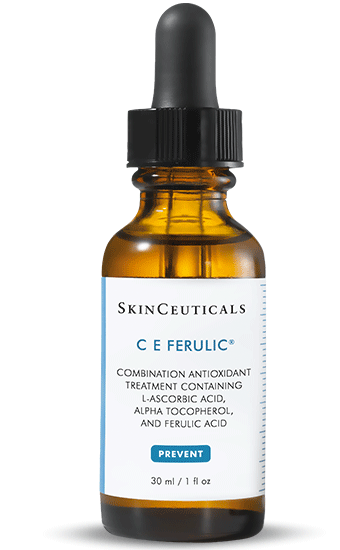 SKINCEUTICALS
C E FERULIC®
COMBINATION ANTIOXIDANT
TREATMENT CONTAINING
L-ASCORBIC ACID,
ALPHA TOCOPHEROL,
AND FERULIC ACID
PREVENT
30 ml / 1 fl oz